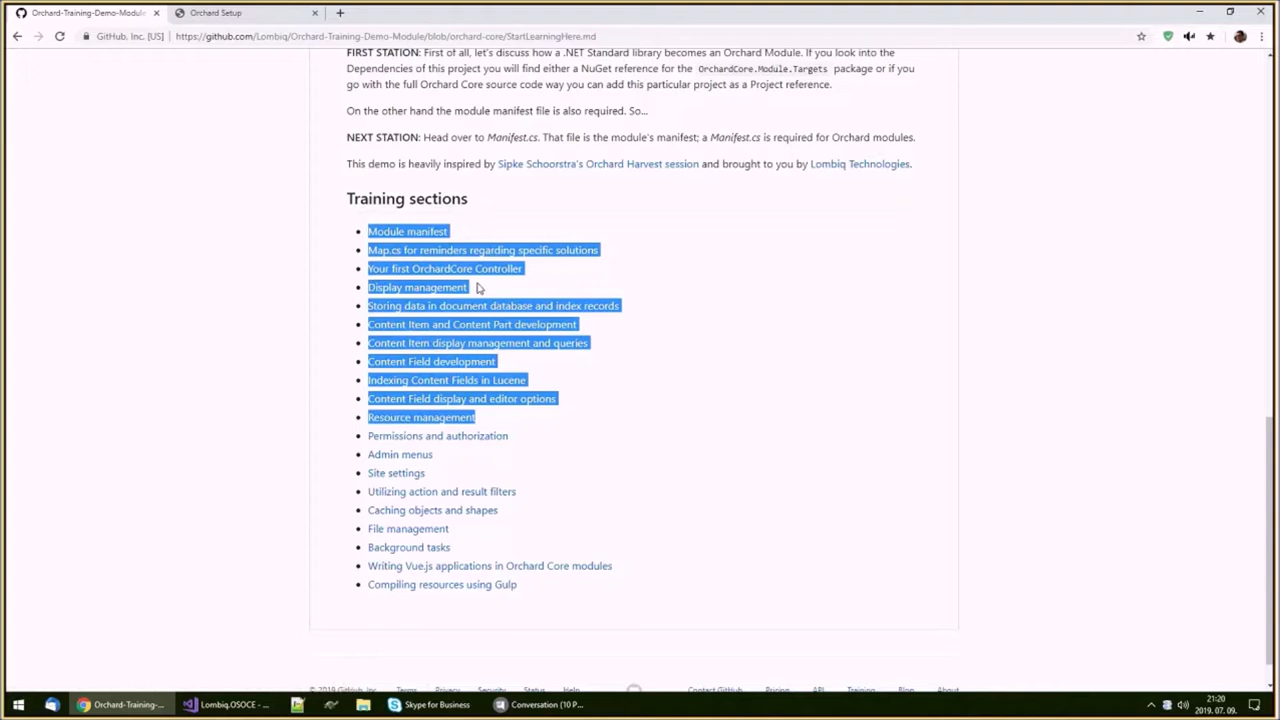 Orchard-Training-Demo-Module
Orchard Setup
GitHub, Inc. [US]
https://github.com/Lombiq/Orchard-Training-Demo-Module/blob/orchard-core/StartLearningHere.md
FIRST STATION: First of all, let's discuss how a .NET Standard library becomes an Orchard Module. If you look into the
Dependencies of this project you will find either a NuGet reference for the OrchardCore.Module.Targets package or if you
go with the full Orchard Core source code way you can add this particular project as a Project reference.
On the other hand the module manifest file is also required. So...
NEXT STATION: Head over to Manifest.cs. That file is the module's manifest; a Manifest.cs is required for Orchard modules.
This demo is heavily inspired by Sipke Schoorstra's Orchard Harvest session and brought to you by Lombiq Technologies.
Training sections
Module manifest
Map.cs for reminders regarding specific solutions
Your first OrchardCore Controller
Display management
Storing data in document database and index records
Content Item and Content Part development
Content Item display management and queries
Content Field development
Indexing Content Fields in Lucene
Content Field display and editor options
Resource management
Permissions and authorization
Admin menus
Site settings
Utilizing action and result filters
Caching objects and shapes
File management
Background tasks
Writing Vue.js applications in Orchard Core modules
Compiling resources using Gulp
© 2019 GitHub, Inc. Terms Privacy Security Status Help Contact GitHub Pricing API Training Blog About
Orchard-Training-...
Lombiq.OSOCE - ...
Skype for Business
Conversation (10 P...
21:20
2019. 07. 09.